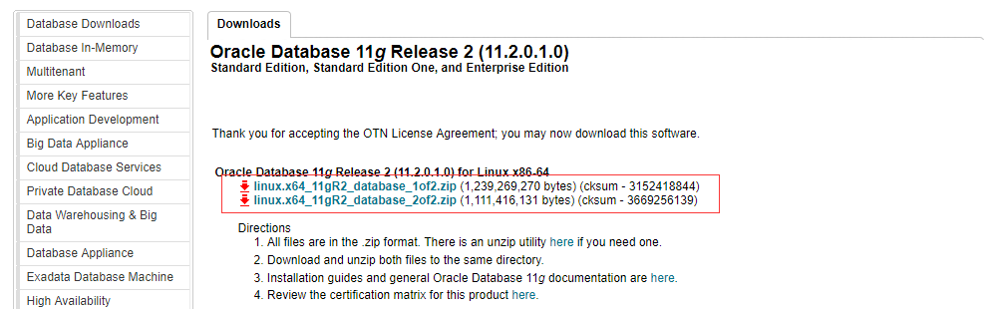 Database Downloads
Database In-Memory
Multitenant
More Key Features
Application Development
Big Data Appliance
Cloud Database Services
Private Database Cloud
Data Warehousing & Big
Data
Database Appliance
Exadata Database Machine
High Availability
Downloads
Oracle Database 11g Release 2 (11.2.0.1.0)
Standard Edition, Standard Edition One, and Enterprise Edition
Thank you for accepting the OTN License Agreement; you may now download this software.
Oracle Database 11g Release 2 (11.2.0.1.0) for Linux x86-64
linux.x64_11gR2_database_1of2.zip (1,239,269,270 bytes) (cksum - 3152418844)
linux.x64_11gR2_database_2of2.zip (1,111,416,131 bytes) (cksum - 3669256139)
Directions
1. All files are in the .zip format. There is an unzip utility here if you need one.
2. Download and unzip both files to the same directory.
3. Installation guides and general Oracle Database 11g documentation are here.
4. Review the certification matrix for this product here.